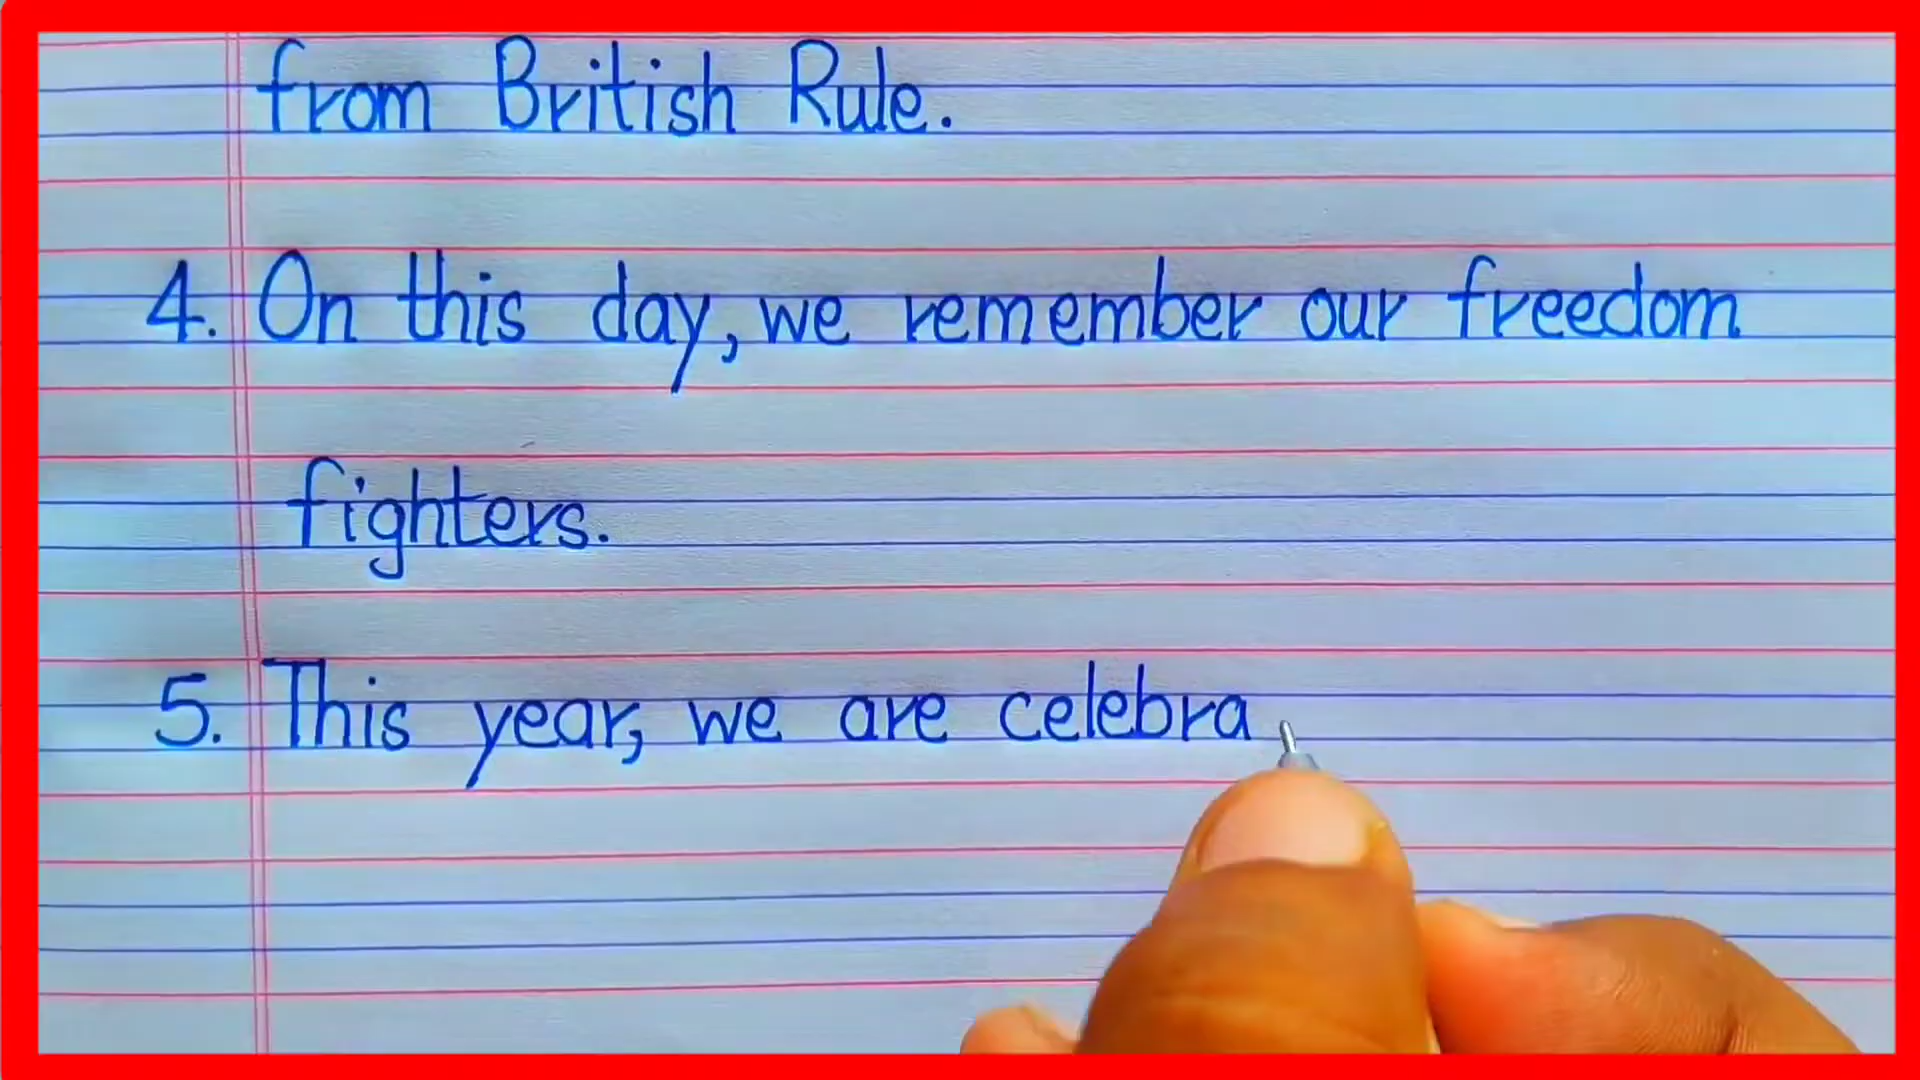 from British Rule.
4. On this day, we remember our freedom
fighters.
5. This year, we are celebra